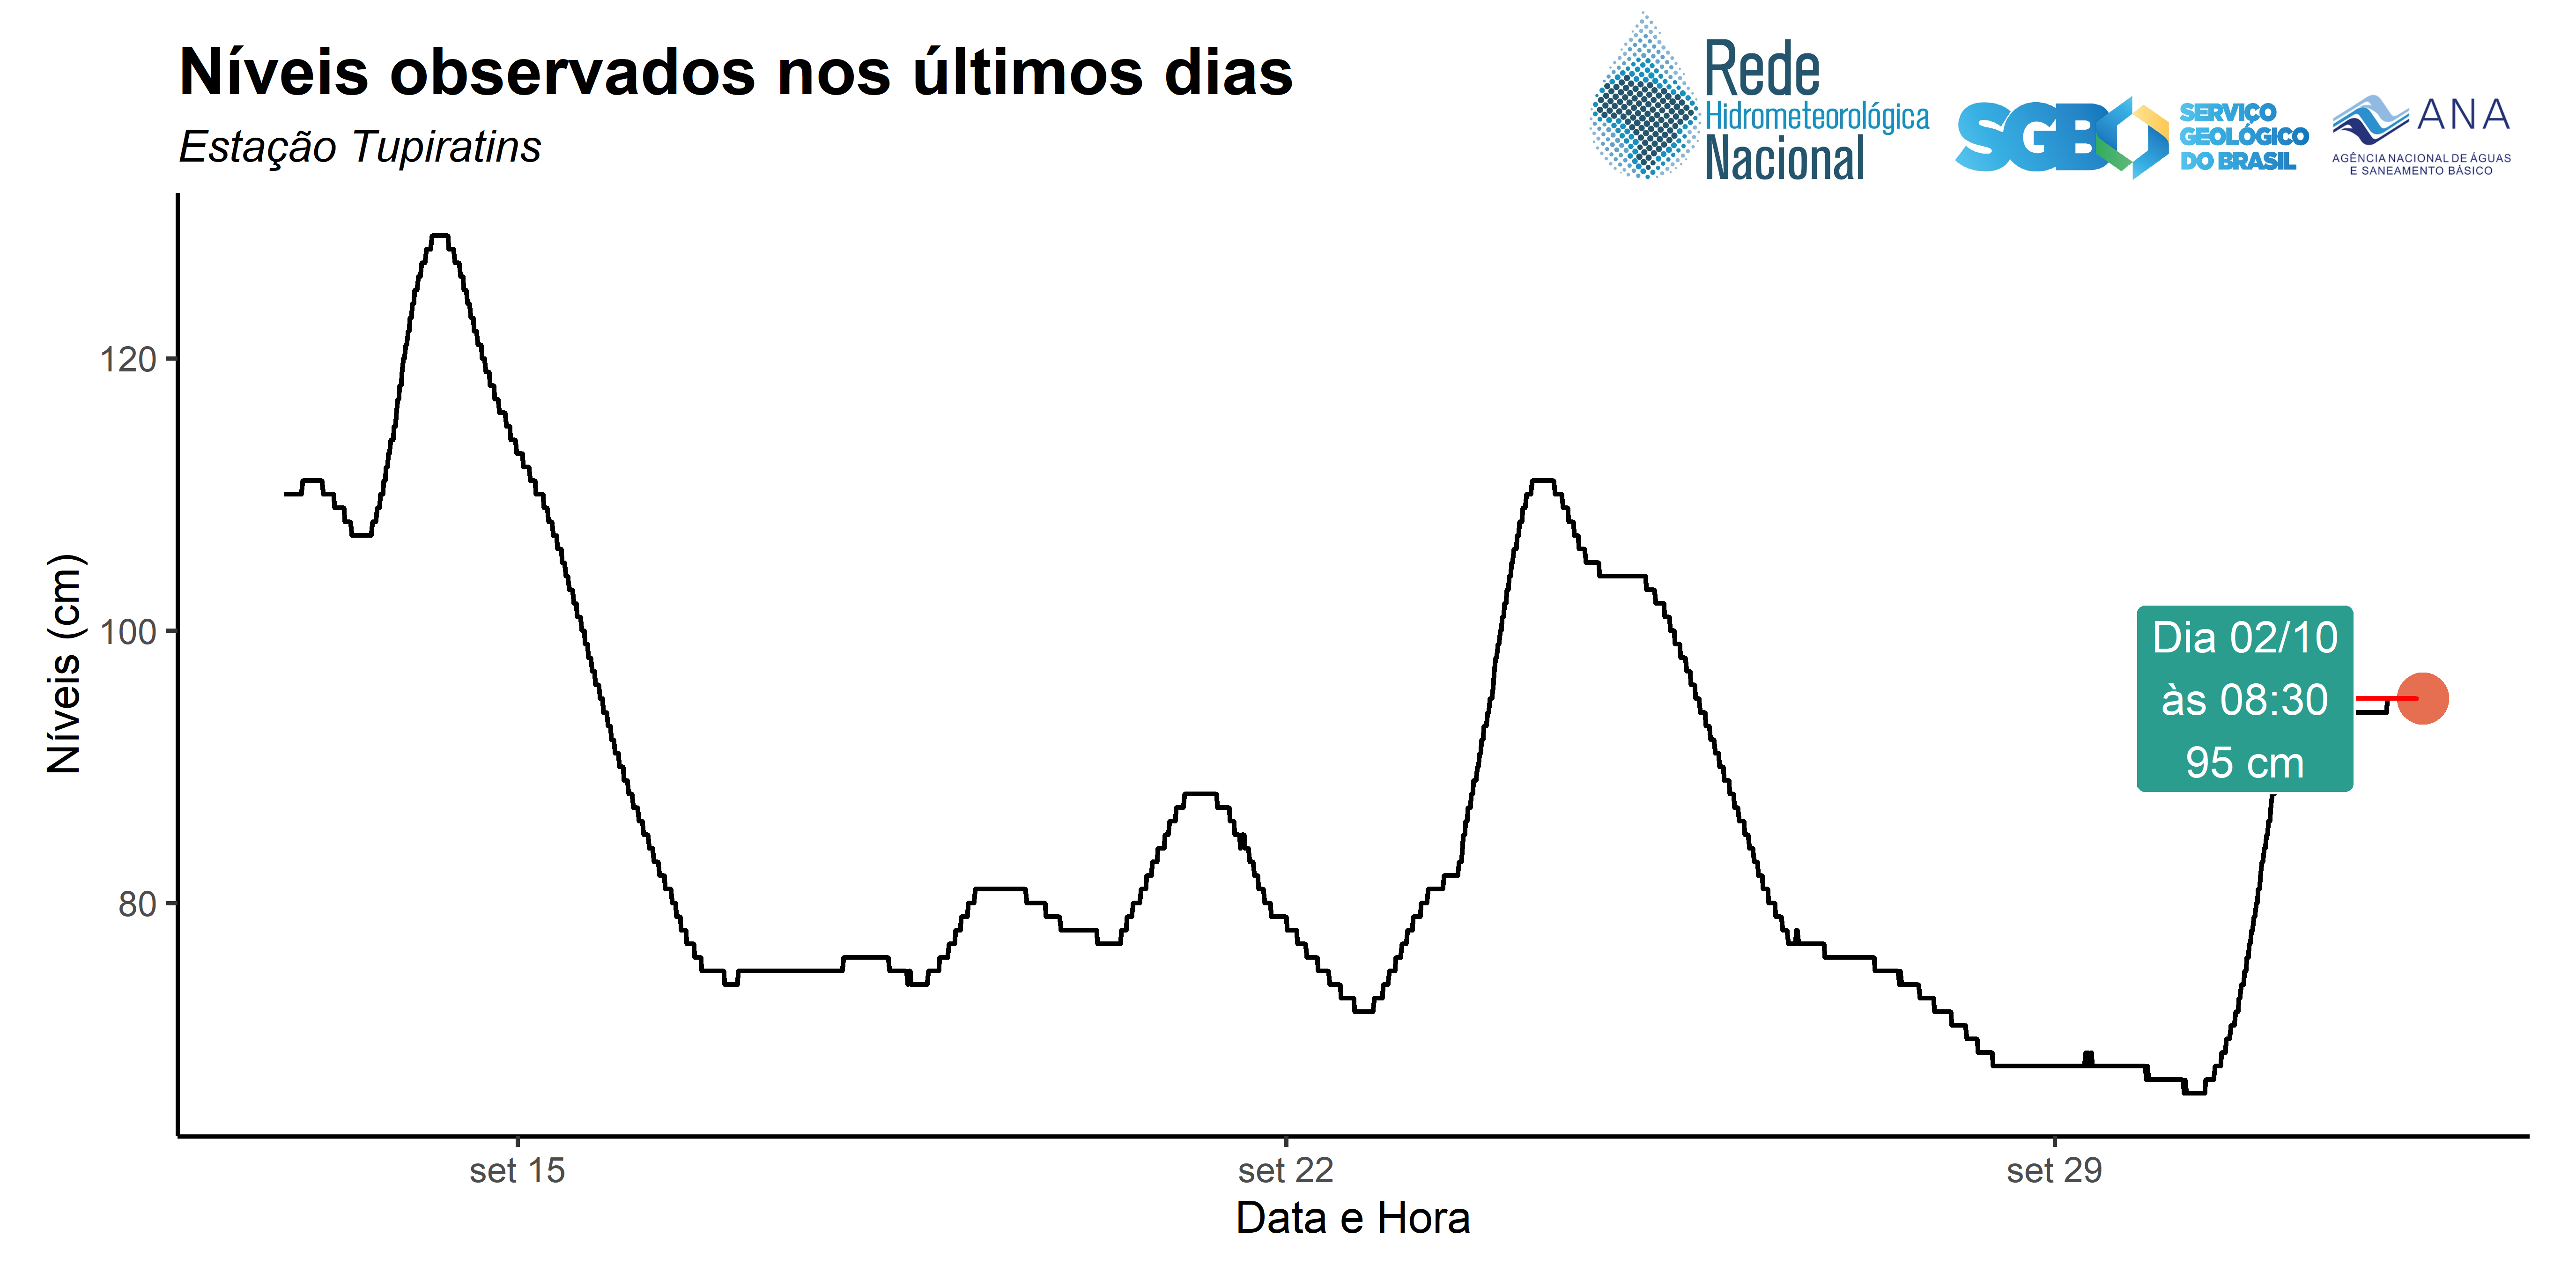 Níveis observados nos últimos dias
Estação Tupiratins
Rede
Hidrometeorológica
Nacional
SGB
SERVIÇO
GEOLÓGICO
DO BRASIL
ANA
AGÊNCIA NACIONAL DE ÁGUAS
E SANEAMENTO BÁSICO
Níveis (cm)
120
100
80
Dia 02/10
às 08:30
95 cm
set 15
set 22
set 29
Data e Hora